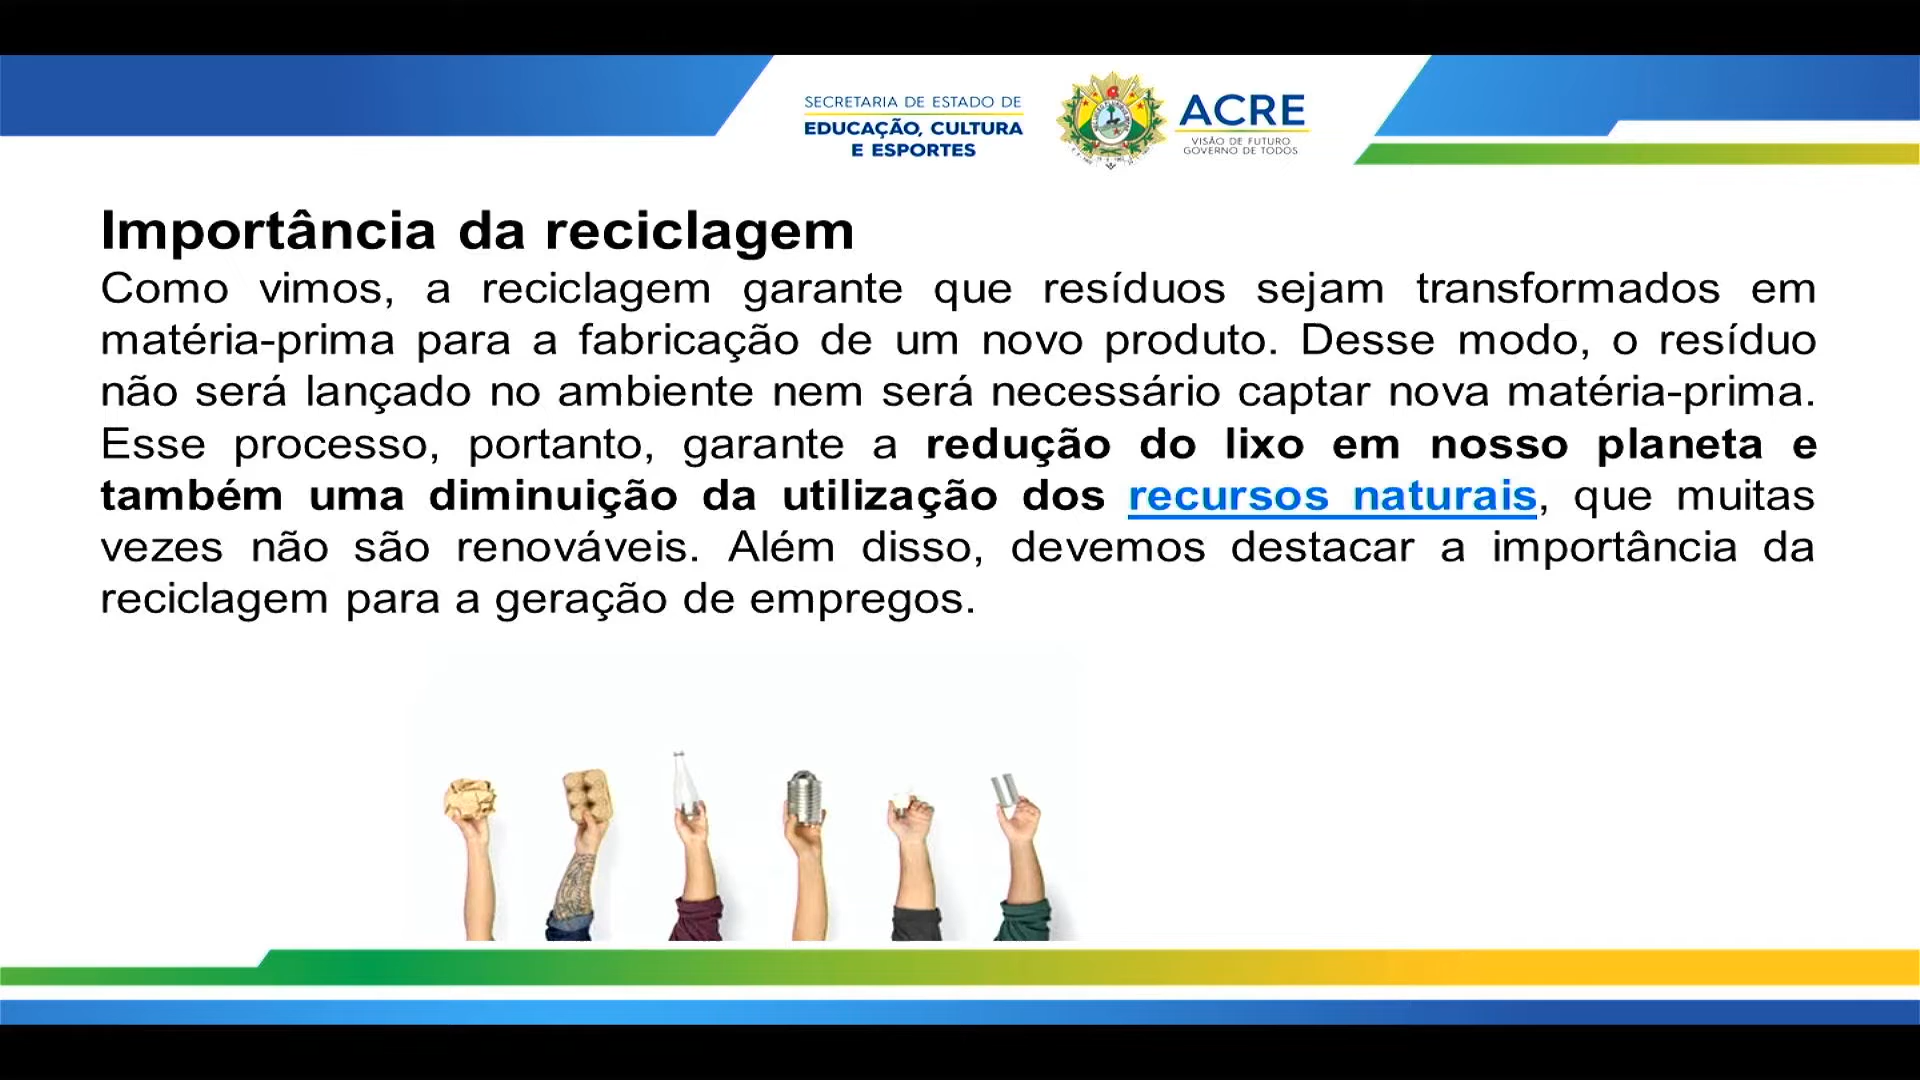 SECRETARIA DE ESTADO DE
EDUCAÇÃO, CULTURA
E ESPORTES
ACRE
VISÃO DE FUTURO
GOVERNO DE TODOS
Importância da reciclagem
Como vimos, a reciclagem garante que resíduos sejam transformados em
matéria-prima para a fabricação de um novo produto. Desse modo, o resíduo
não será lançado no ambiente nem será necessário captar nova matéria-prima.
Esse processo, portanto, garante a redução do lixo em nosso planeta e
também uma diminuição da utilização dos recursos naturais, que muitas
vezes não são renováveis. Além disso, devemos destacar a importância da
reciclagem para a geração de empregos.